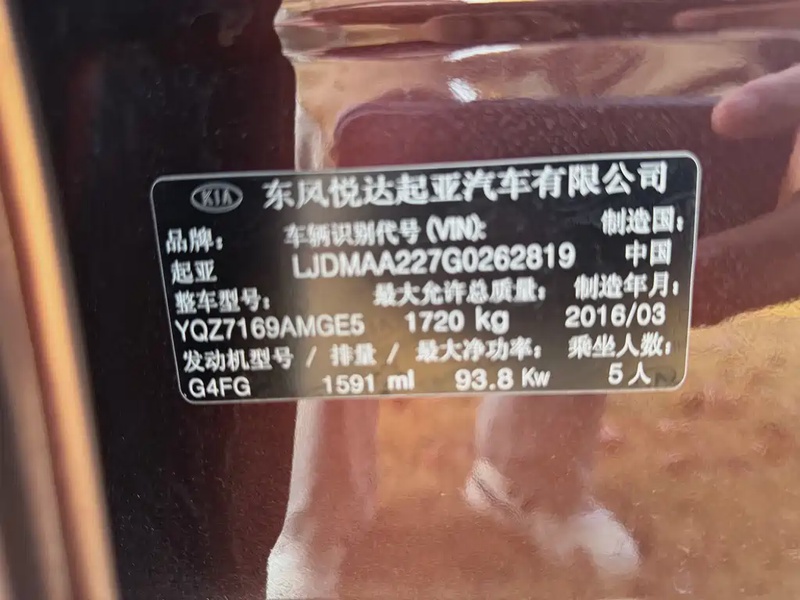 KIA 东风悦达起亚汽车有限公司
品牌： 车辆识别代号(VIN): 制造国：
起亚 LJDMAA227G0262819 中国
整车型号： 最大允许总质量： 制造年月：
YQZ7169AMGE5 1720 kg 2016/03
发动机型号 / 排量 / 最大净功率： 乘坐人数：
G4FG 1591 ml 93.8 Kw 5人